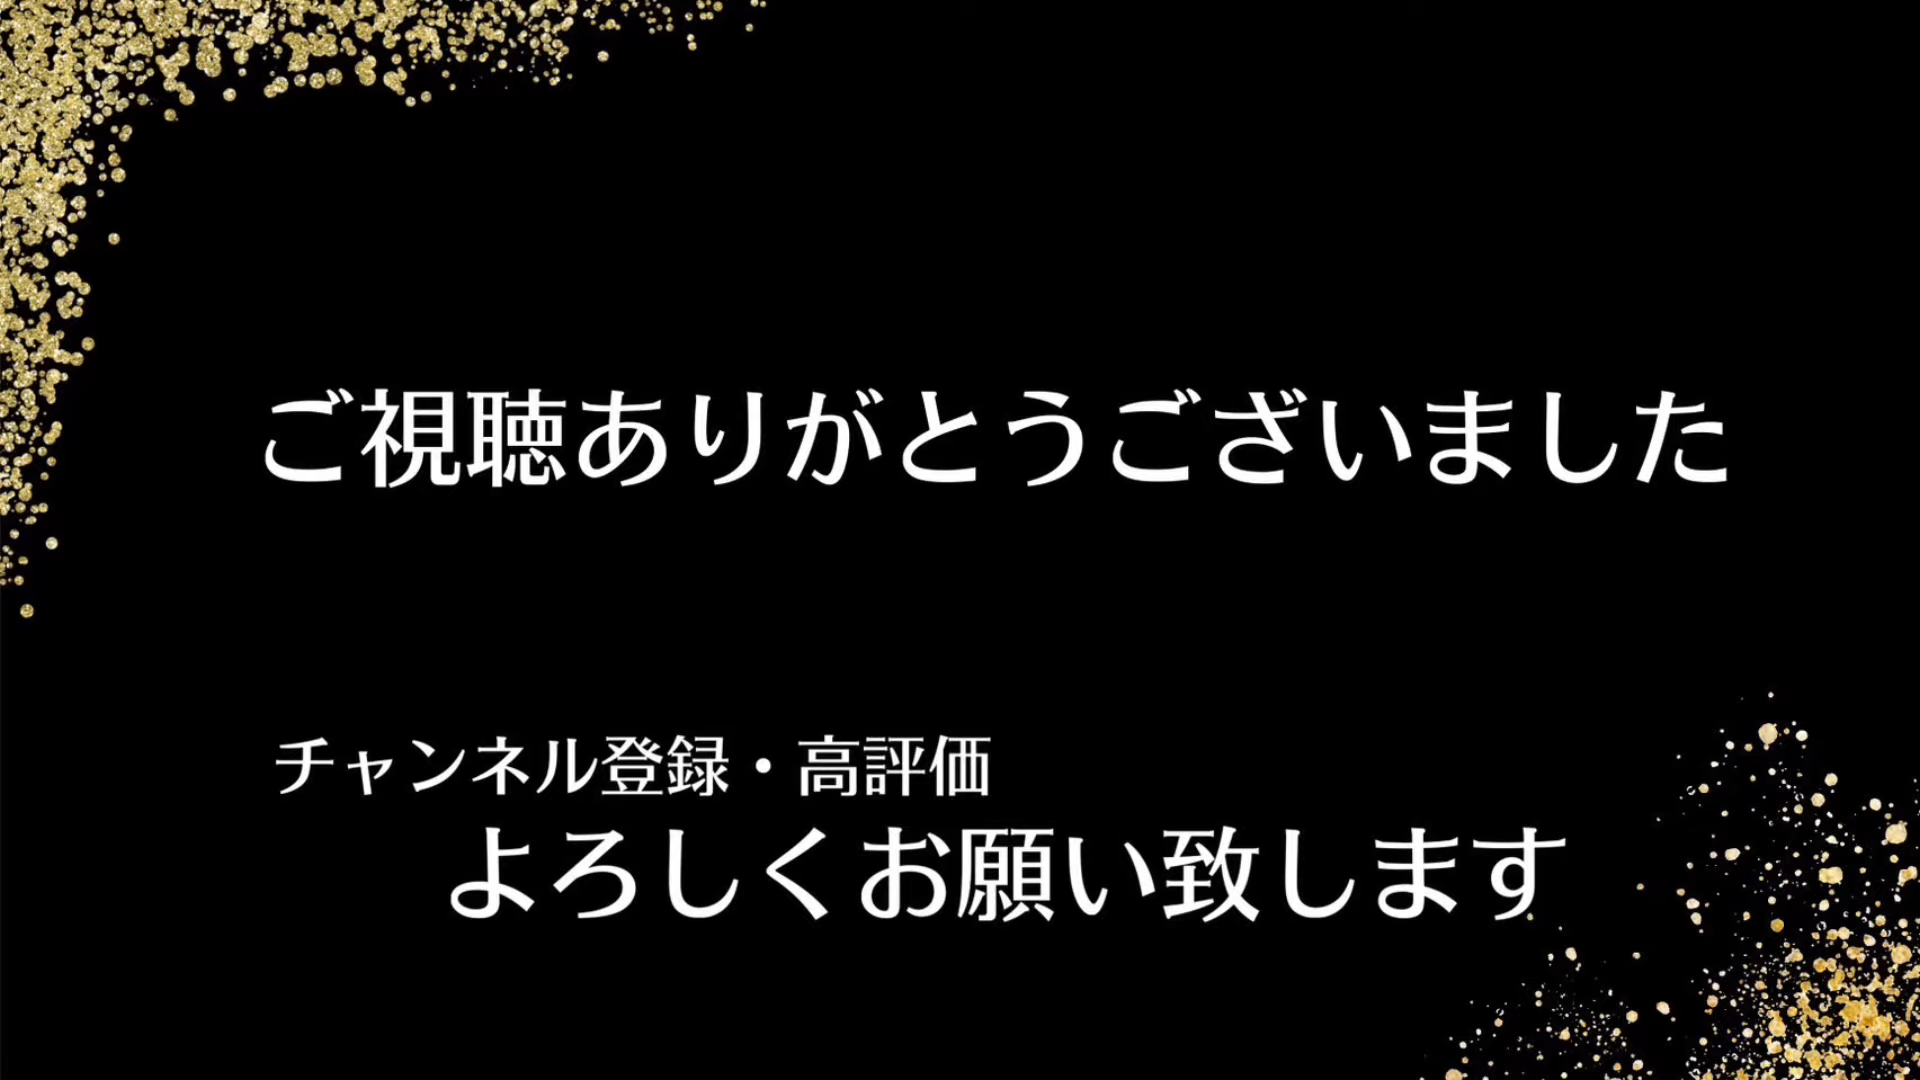 ご視聴ありがとうございました
チャンネル登録・高評価
よろしくお願い致します